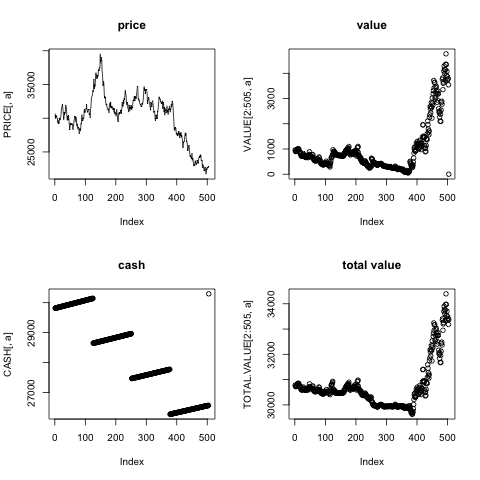 price
PRICE[, a]
25000 35000
0 100 200 300 400 500
Index
value
VALUE[2:505, a]
0 1000 3000
0 100 200 300 400 500
Index
cash
CASH[, a]
27000 29000
0 100 200 300 400 500
Index
total value
TOTAL.VALUE[2:505, a]
30000 32000 34000
0 100 200 300 400 500
Index